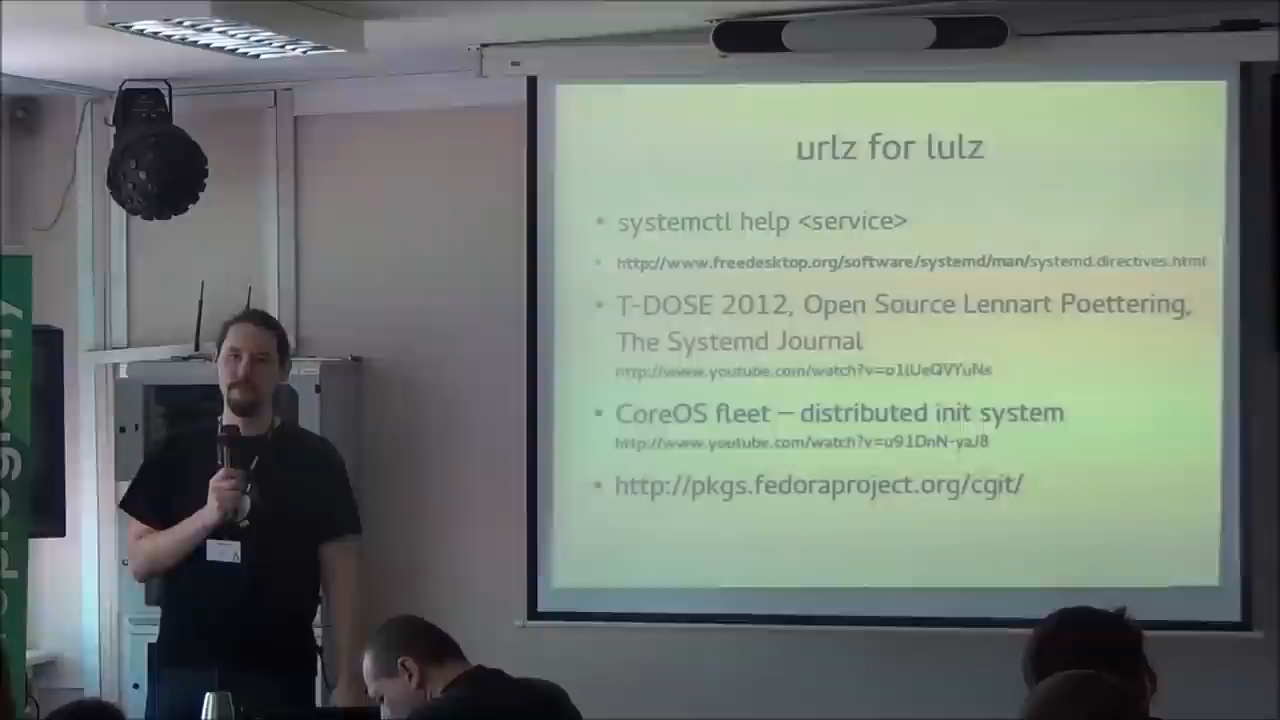 urlz for lulz
systemctl help <service>
http://www.freedesktop.org/software/systemd/man/systemd.directives.html
T-DOSE 2012, Open Source Lennart Poettering,
The Systemd Journal
http://www.youtube.com/watch?v=
CoreOS fleet – distributed init system
http://www.youtube.com/watch?v=u91DnN-yaJ8
http://pkgs.fedoraproject.org/cgit/